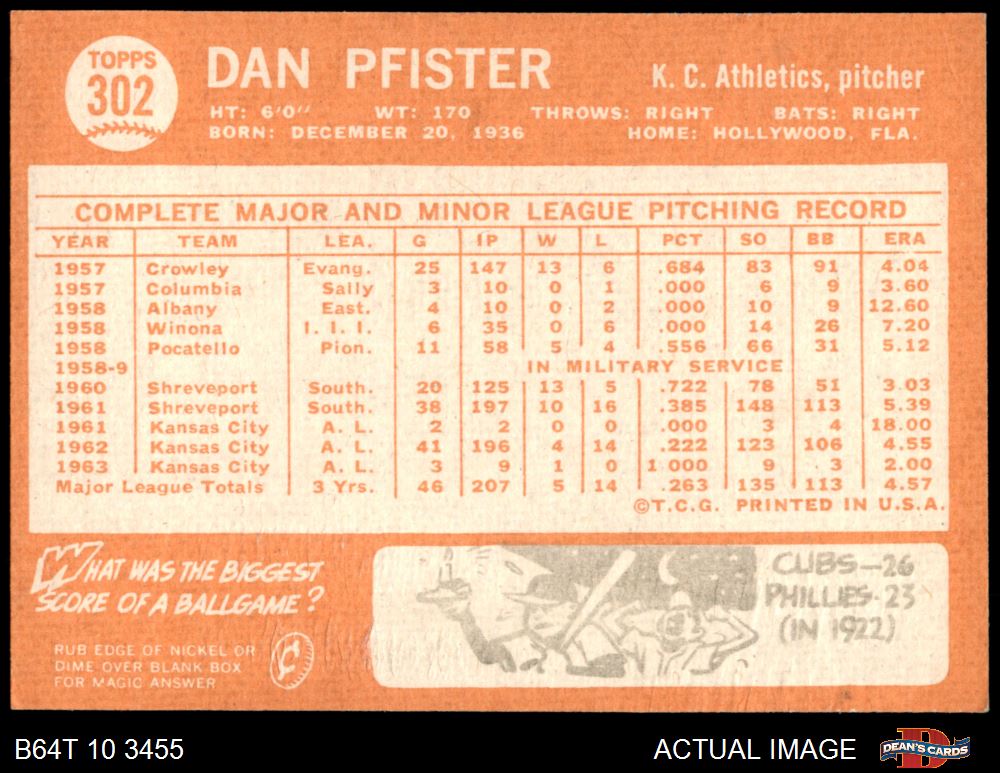 TOPPS
302
DAN PFISTER
K. C. Athletics, pitcher
HT: 6'0" WT: 170 THROWS: RIGHT BATS: RIGHT
BORN: DECEMBER 20, 1936 HOME: HOLLYWOOD, FLA.
COMPLETE MAJOR AND MINOR LEAGUE PITCHING RECORD
YEAR TEAM LEA. G IP W L PCT SO BB ERA
1957 Crowley Evang. 25 147 13 6 .684 83 91 4.04
1957 Columbia Sally 3 10 0 1 .000 6 9 3.60
1958 Albany East. 4 10 0 2 .000 10 9 12.60
1958 Winona I. I. I. 6 35 0 6 .000 14 26 7.20
1958 Pocatello Pion. 11 58 5 4 .556 66 31 5.12
1958-9 IN MILITARY SERVICE
1960 Shreveport South. 20 125 13 5 .722 78 51 3.03
1961 Shreveport South. 38 197 10 16 .385 148 113 5.39
1961 Kansas City A. L. 2 2 0 0 .000 3 4 18.00
1962 Kansas City A. L. 41 196 4 14 .222 123 106 4.55
1963 Kansas City A. L. 3 9 1 0 1 000 9 3 2.00
Major League Totals 3 Yrs. 46 207 5 14 .263 135 113 4.57
©T.C.G. PRINTED IN U.S.A.
WHAT WAS THE BIGGEST
SCORE OF A BALLGAME?
RUB EDGE OF NICKEL OR
DIME OVER BLANK BOX
FOR MAGIC ANSWER
CUBS-26
PHILLIES-23
(IN 1922)
B64T 10 3455
ACTUAL IMAGE
DEAN'S CARDS